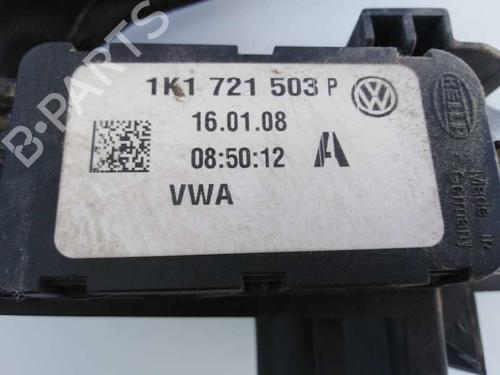 1K1 721 503 P
16.01.08
08:50:12
VWA
HELLA
Made in
Germany
B-PARTS